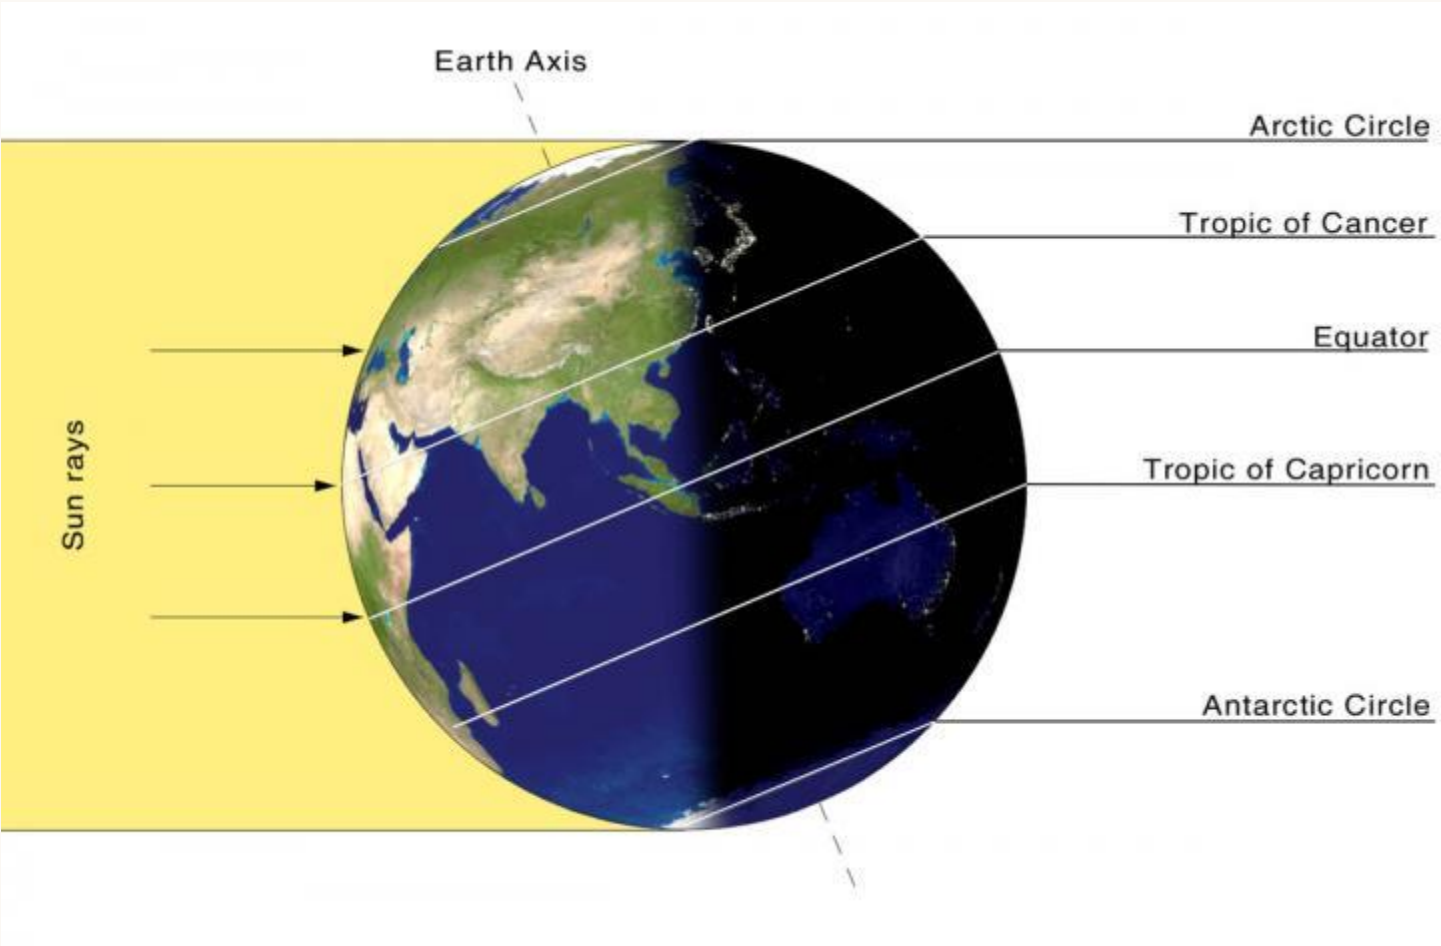 Earth Axis
Arctic Circle
Tropic of Cancer
Equator
Sun rays
Tropic of Capricorn
Antarctic Circle